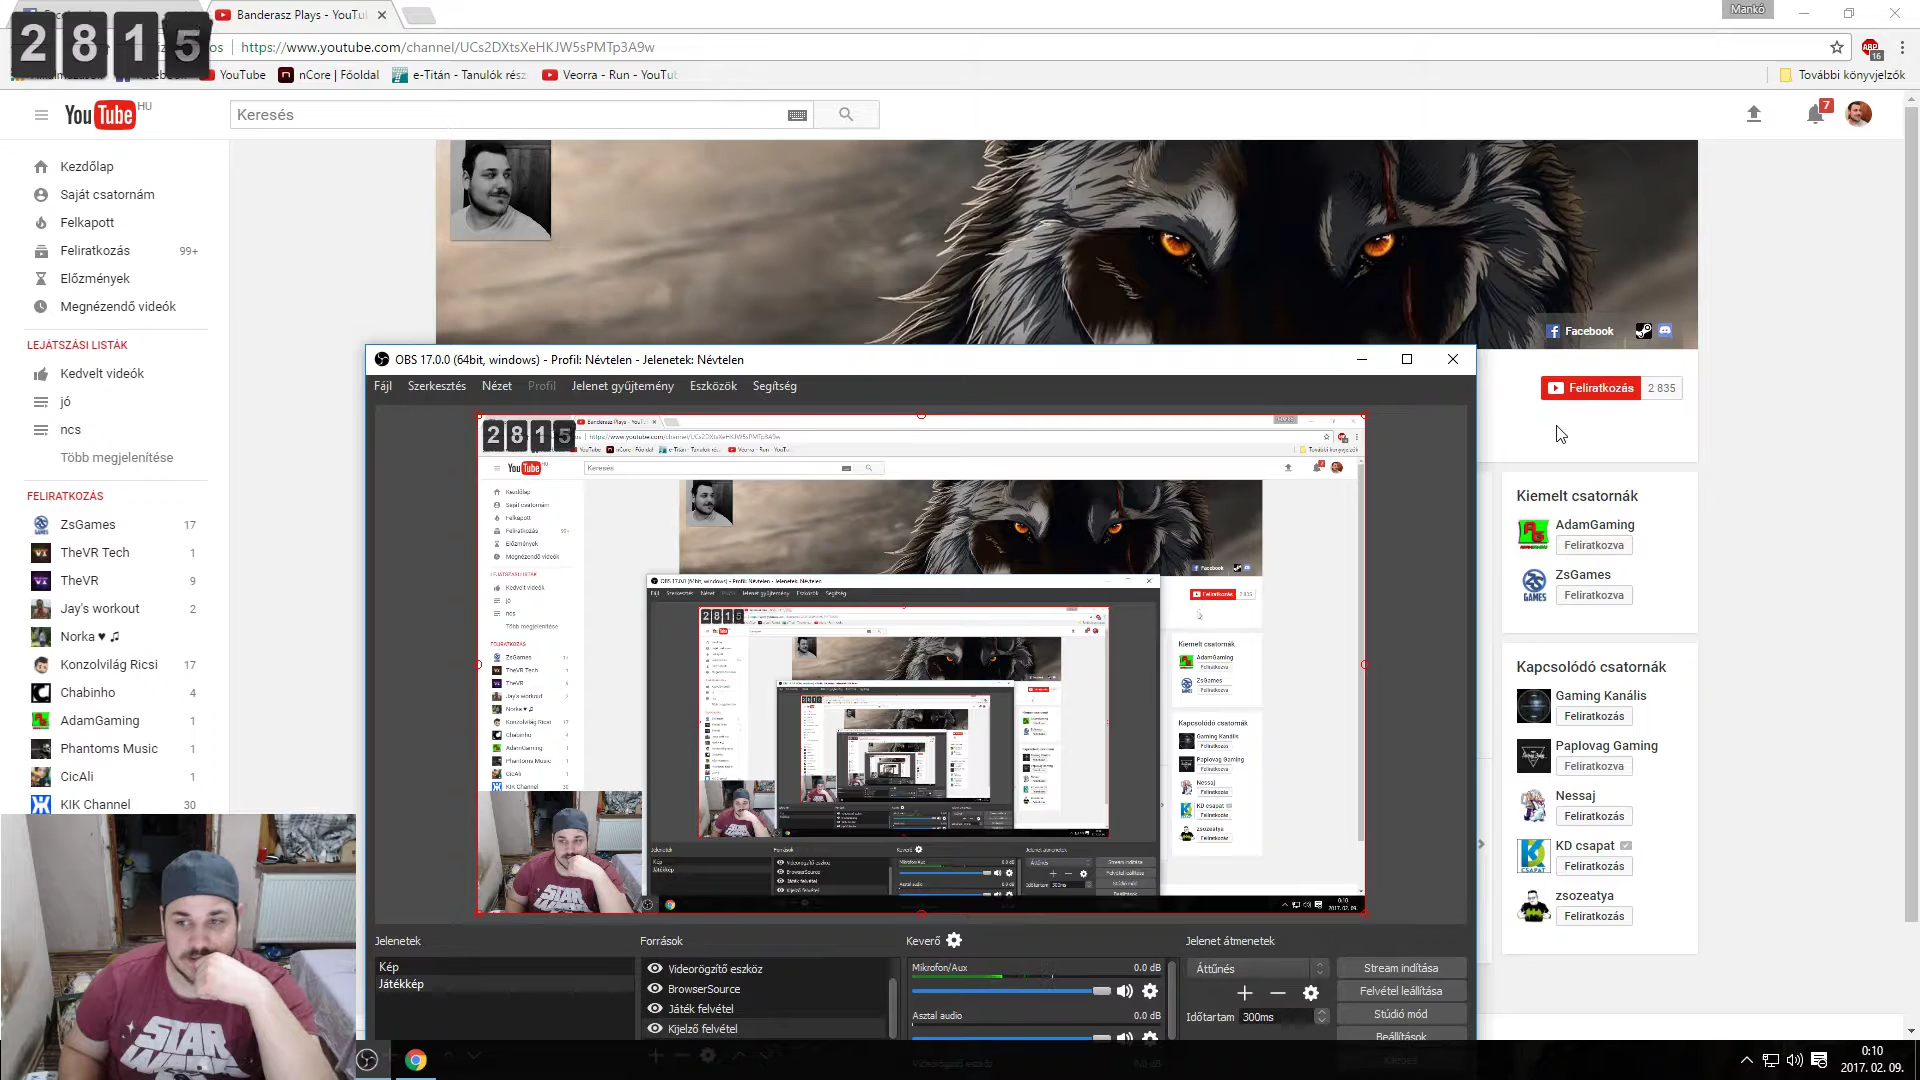 2815
Banderasz Plays - YouTu
Mankó
https://www.youtube.com/channel/UCs2DXtsXeHKJW5sPMTp3A9w
YouTube
nCore | Főoldal
e-Titán - Tanulók rész
Veorra - Run - YouTu
További könyvjelzők
YouTube HU
Keresés
7
Kezdőlap
Saját csatornám
Felkapott
Feliratkozás 99+
Előzmények
Megnézendő videók
LEJÁTSZÁSI LISTÁK
Kedvelt videók
jó
ncs
Több megjelenítése
FELIRATKOZÁS
ZsGames 17
TheVR Tech 1
TheVR 9
Jay's workout 2
Norka ♥ ♫
Konzolvilág Ricsi 17
Chabinho 4
AdamGaming 1
Phantoms Music 1
CicAli 1
KIK Channel 30
Facebook
Feliratkozás 2 835
Kiemelt csatornák
AdamGaming
Feliratkozva
ZsGames
Feliratkozva
Kapcsolódó csatornák
Gaming Kanális
Feliratkozás
Paplovag Gaming
Feliratkozás
Nessaj
Feliratkozás
KD csapat
Feliratkozás
zsozeatya
Feliratkozás
OBS 17.0.0 (64bit, windows) - Profil: Névtelen - Jelenetek: Névtelen
Fájl Szerkesztés Nézet Profil Jelenet gyűjtemény Eszközök Segítség
Jelenetek
Kép
Játékkép
Források
Videorögzítő eszköz
BrowserSource
Játék felvétel
Kijelző felvétel
Keverő
Mikrofon/Aux 0.0 dB
Asztal audio 0.0 dB
Jelenet átmenetek
Áttűnés
Időtartam 300ms
Stream indítása
Felvétel leállítása
Stúdió mód
Beállítások
STAR
0:10
2017. 02. 09.